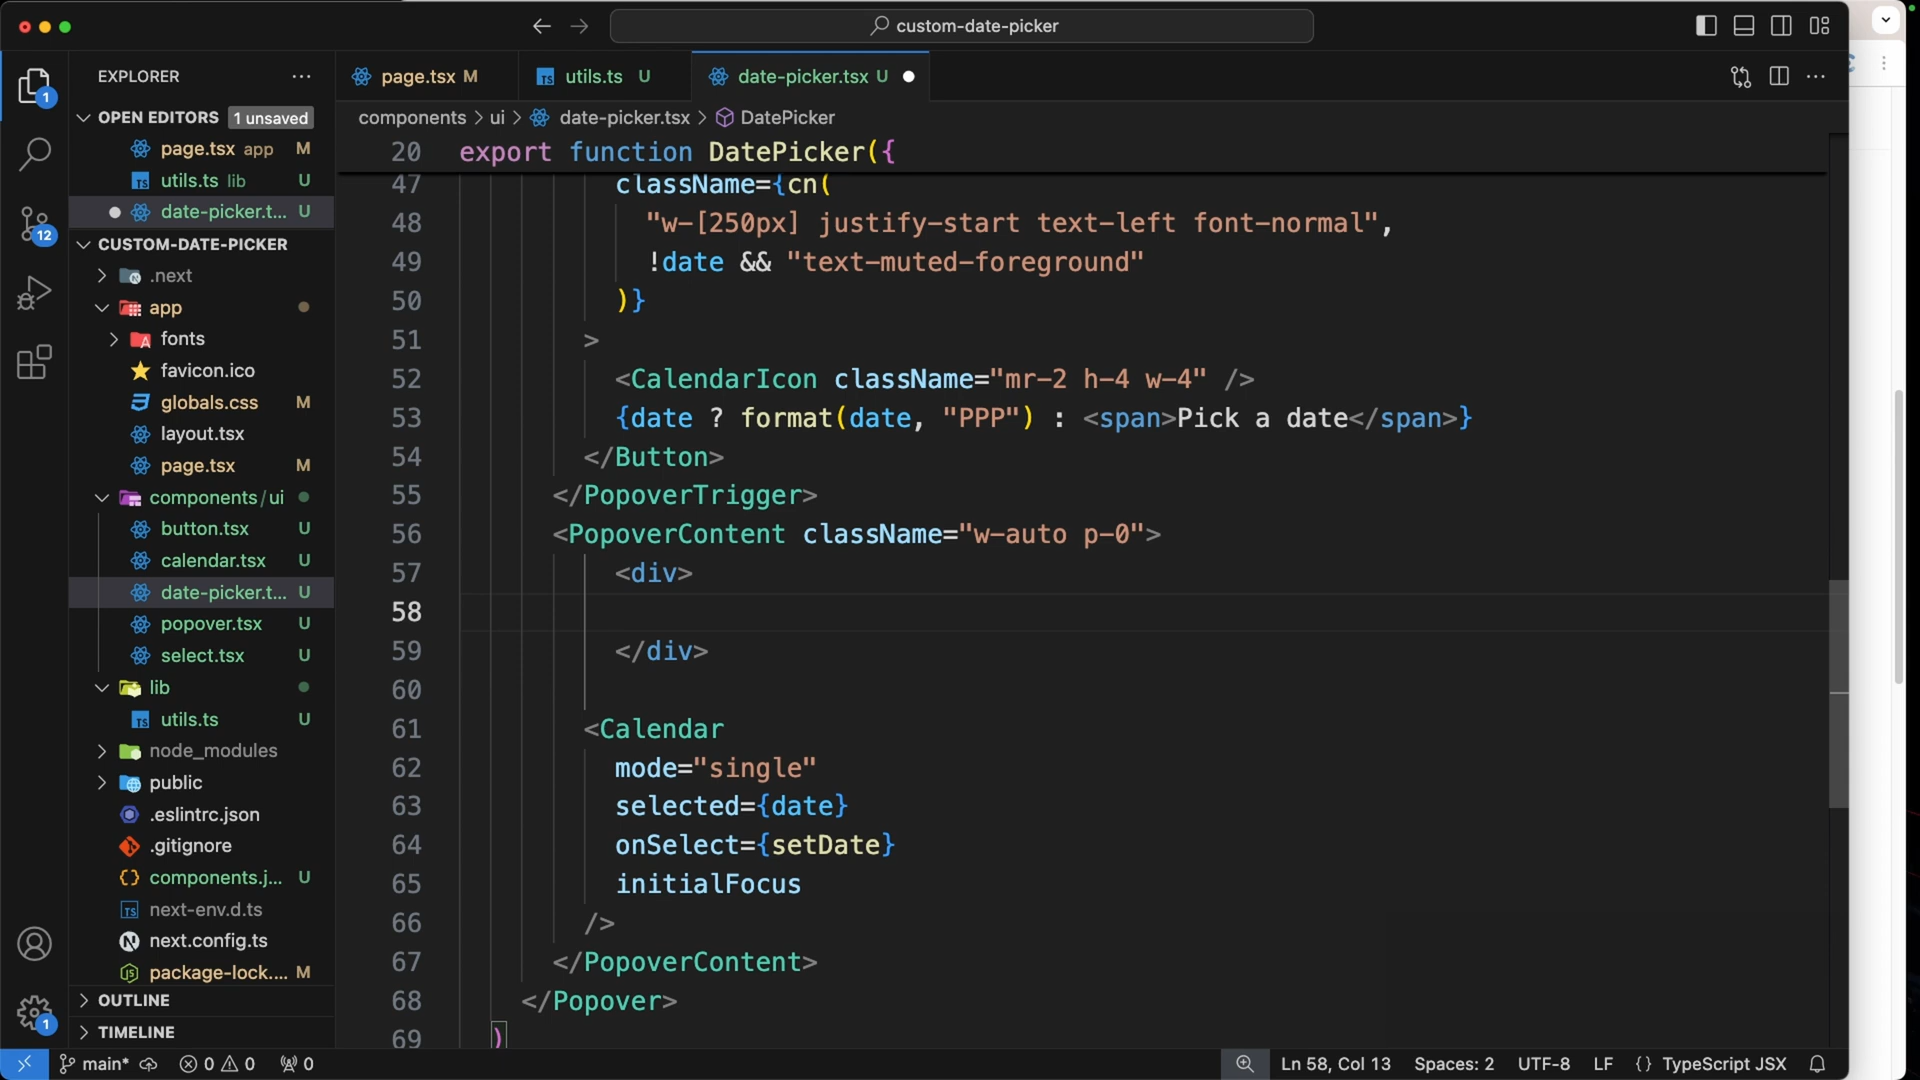 custom-date-picker
EXPLORER
page.tsx M
utils.ts U
date-picker.tsx U
OPEN EDITORS 1 unsaved
components > ui > date-picker.tsx > DatePicker
page.tsx app M
utils.ts lib U
date-picker.t... U
CUSTOM-DATE-PICKER
.next
app
fonts
favicon.ico
globals.css M
layout.tsx
page.tsx M
components/ui
button.tsx U
calendar.tsx U
date-picker.t... U
popover.tsx U
select.tsx U
lib
utils.ts U
node_modules
public
.eslintrc.json
.gitignore
components.j... U
next-env.d.ts
next.config.ts
package-lock.... M
OUTLINE
TIMELINE
20 export function DatePicker({
47 className={cn(
48 "w-[250px] justify-start text-left font-normal",
49 !date && "text-muted-foreground"
50 )}
51 >
52 <CalendarIcon className="mr-2 h-4 w-4" />
53 {date ? format(date, "PPP") : <span>Pick a date</span>}
54 </Button>
55 </PopoverTrigger>
56 <PopoverContent className="w-auto p-0">
57 <div>
58
59 </div>
60
61 <Calendar
62 mode="single"
63 selected={date}
64 onSelect={setDate}
65 initialFocus
66 />
67 </PopoverContent>
68 </Popover>
69 )
1
12
1
main* 0 0 0
Ln 58, Col 13 Spaces: 2 UTF-8 LF {} TypeScript JSX